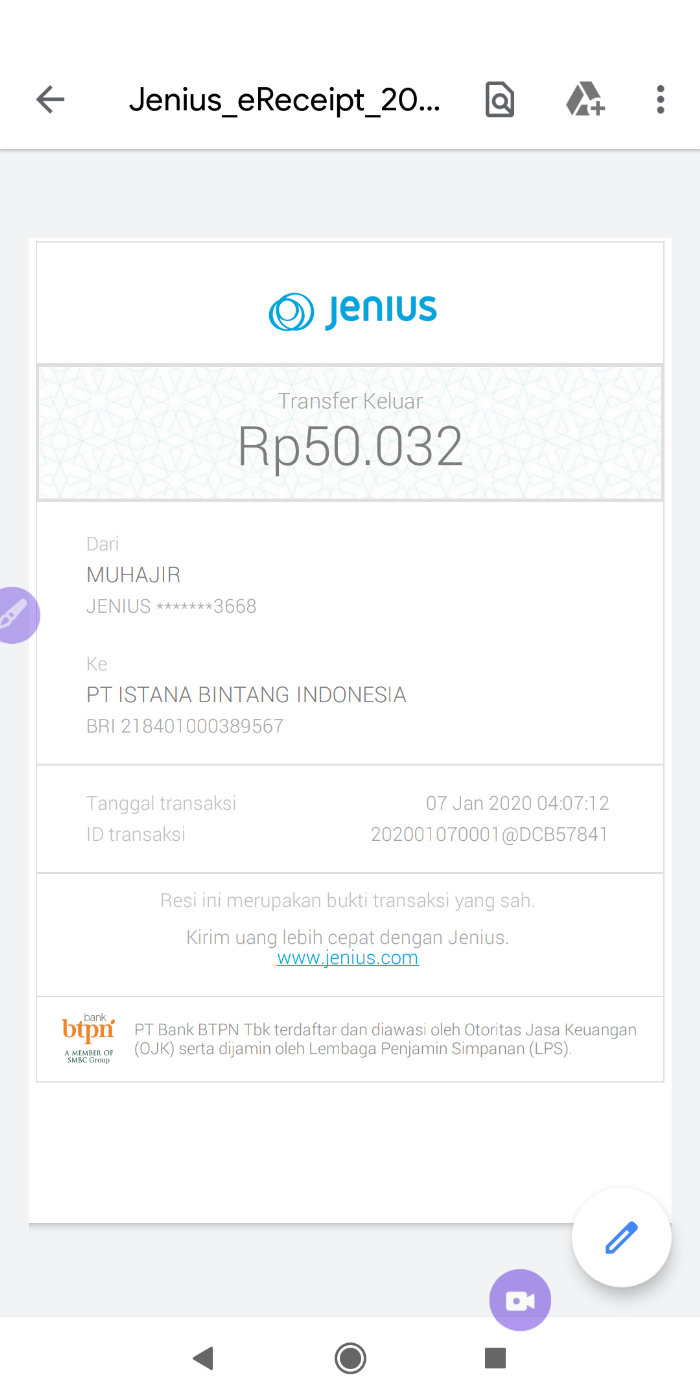 Jenius_eReceipt_20...
jenius
Transfer Keluar
Rp50.032
Dari
MUHAJIR
JENIUS *******3668
Ke
PT ISTANA BINTANG INDONESIA
BRI 218401000389567
Tanggal transaksi 07 Jan 2020 04:07:12
ID transaksi 202001070001@DCB57841
Resi ini merupakan bukti transaksi yang sah.
Kirim uang lebih cepat dengan Jenius.
www.jenius.com
bank
btpn
A MEMBER OF
SMBC Group
PT Bank BTPN Tbk terdaftar dan diawasi oleh Otoritas Jasa Keuangan
(OJK) serta dijamin oleh Lembaga Penjamin Simpanan (LPS).